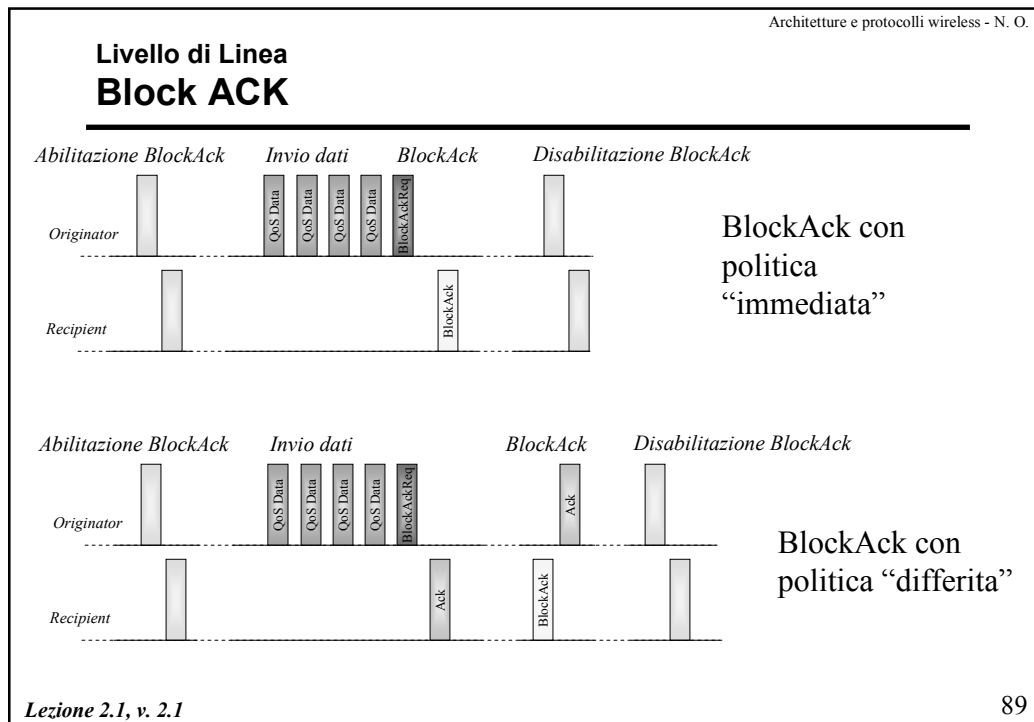 Architetture e protocolli wireless - N. O.
Livello di Linea
Block ACK
Abilitazione BlockAck Invio dati BlockAck Disabilitazione BlockAck
Originator
QoS Data
QoS Data
QoS Data
QoS Data
BlockAckReq
Recipient
BlockAck
BlockAck con
politica
“immediata”
Abilitazione BlockAck Invio dati BlockAck Disabilitazione BlockAck
Originator
QoS Data
QoS Data
QoS Data
QoS Data
BlockAckReq
Ack
Recipient
Ack
BlockAck
BlockAck con
politica “differita”
Lezione 2.1, v. 2.1
89